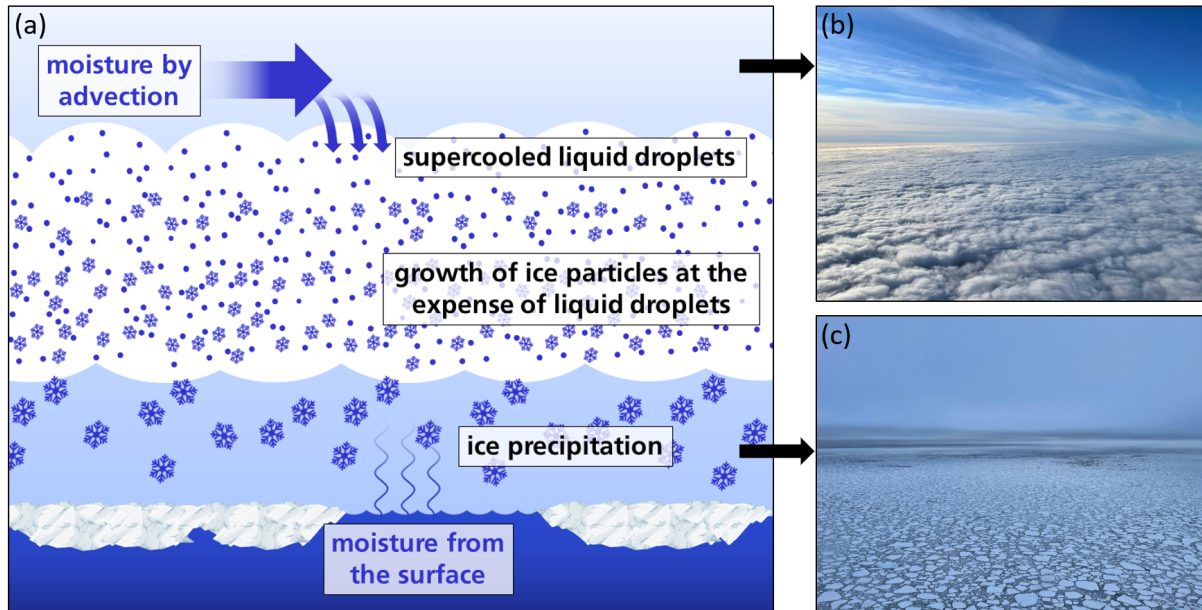 (a)
moisture by
advection
supercooled liquid droplets
growth of ice particles at the
expense of liquid droplets
ice precipitation
moisture from
the surface
(b)
(c)